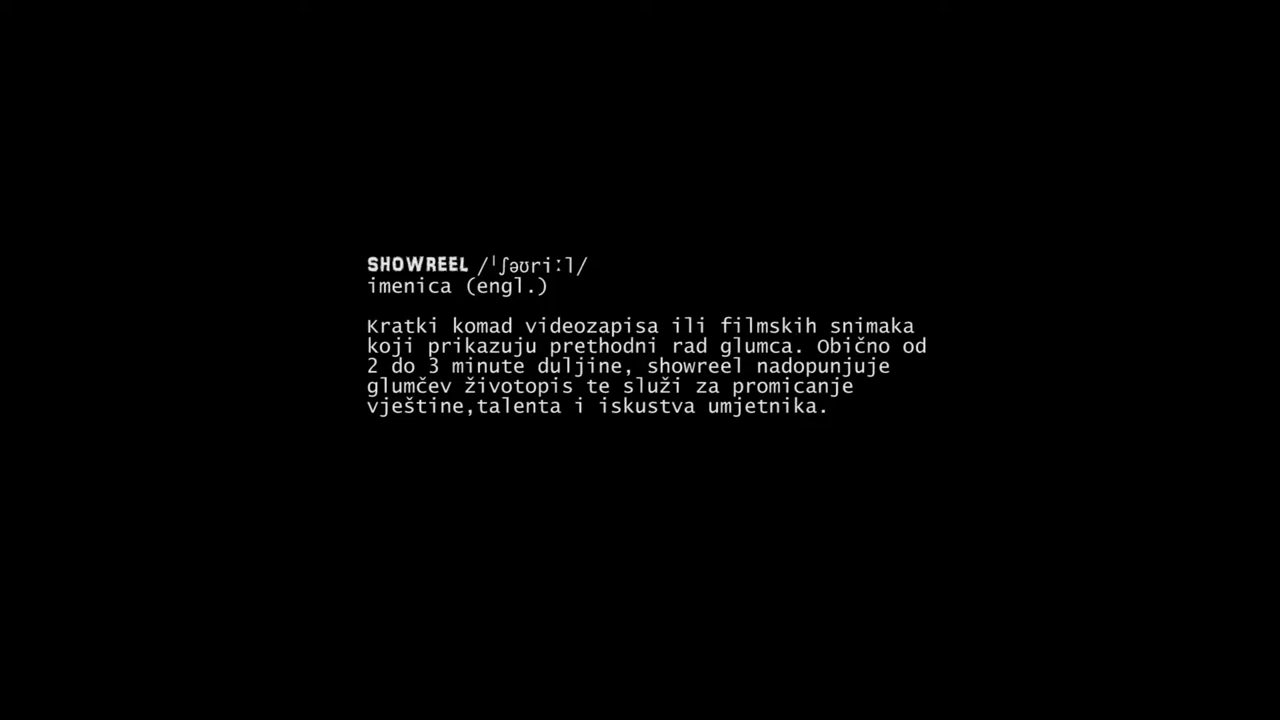 SHOWREEL /ˈʃəʊriːl/
imenica (engl.)
Kratki komad videozapisa ili filmskih snimaka
koji prikazuju prethodni rad glumca. Obično od
2 do 3 minute duljine, showreel nadopunjuje
glumčev životopis te služi za promicanje
vještine,talenta i iskustva umjetnika.